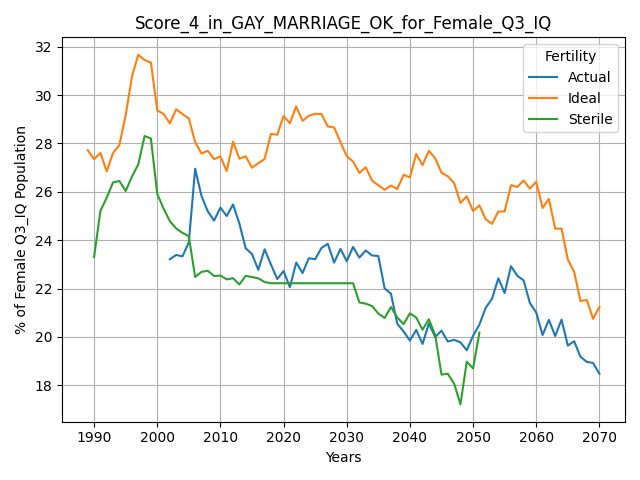 Score_4_in_GAY_MARRIAGE_OK_for_Female_Q3_IQ
Fertility
Actual
Ideal
Sterile
% of Female Q3_IQ Population
32
30
28
26
24
22
20
18
1990 2000 2010 2020 2030 2040 2050 2060 2070
Years